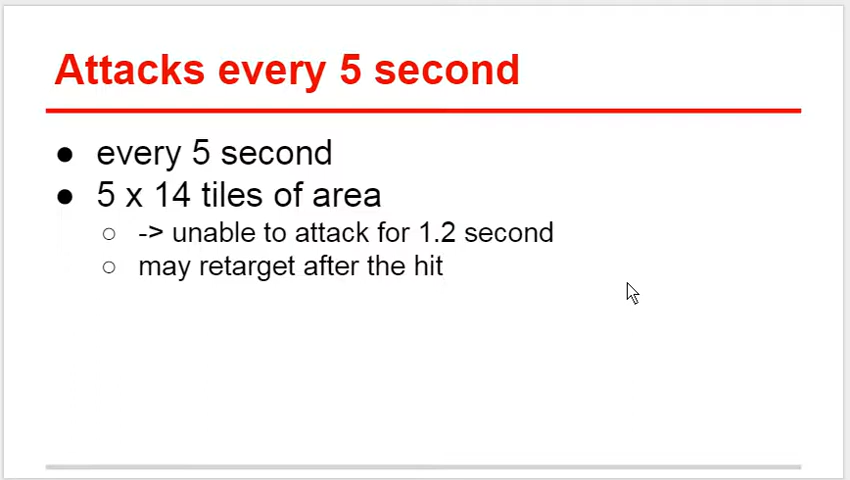 Attacks every 5 second
● every 5 second
● 5 x 14 tiles of area
○ -> unable to attack for 1.2 second
○ may retarget after the hit